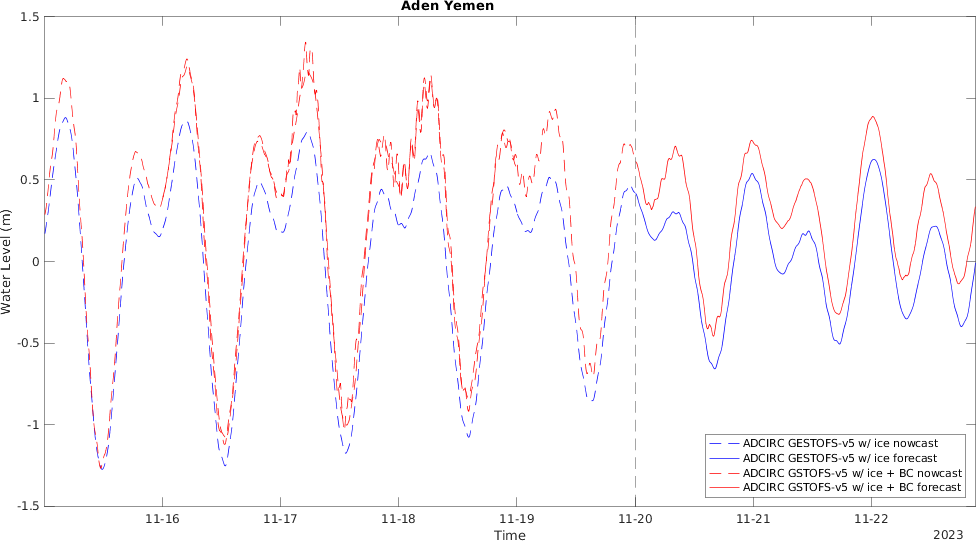 Aden Yemen
1.5
1
0.5
0
-0.5
-1
-1.5
Water Level (m)
11-16
11-17
11-18
11-19
11-20
11-21
11-22
Time
2023
ADCIRC GESTOFS-v5 w/ ice nowcast
ADCIRC GESTOFS-v5 w/ ice forecast
ADCIRC GSTOFS-v5 w/ ice + BC nowcast
ADCIRC GSTOFS-v5 w/ ice + BC forecast